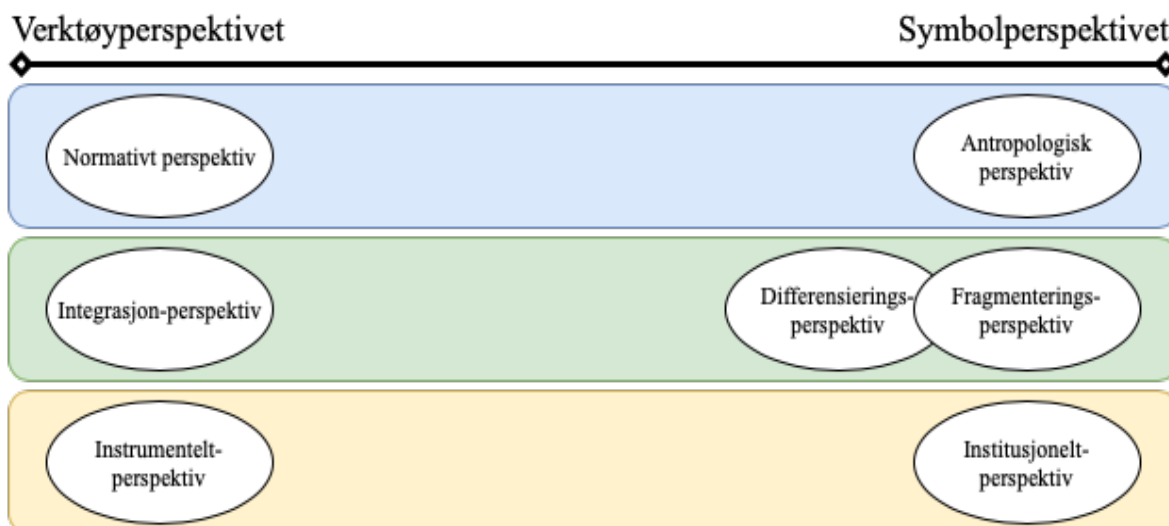 Verktøyperspektivet
Symbolperspektivet
Normativt perspektiv
Antropologisk
perspektiv
Integrasjon-perspektiv
Differensierings-
perspektiv
Fragmenterings-
perspektiv
Instrumentelt-
perspektiv
Institusjonelt-
perspektiv